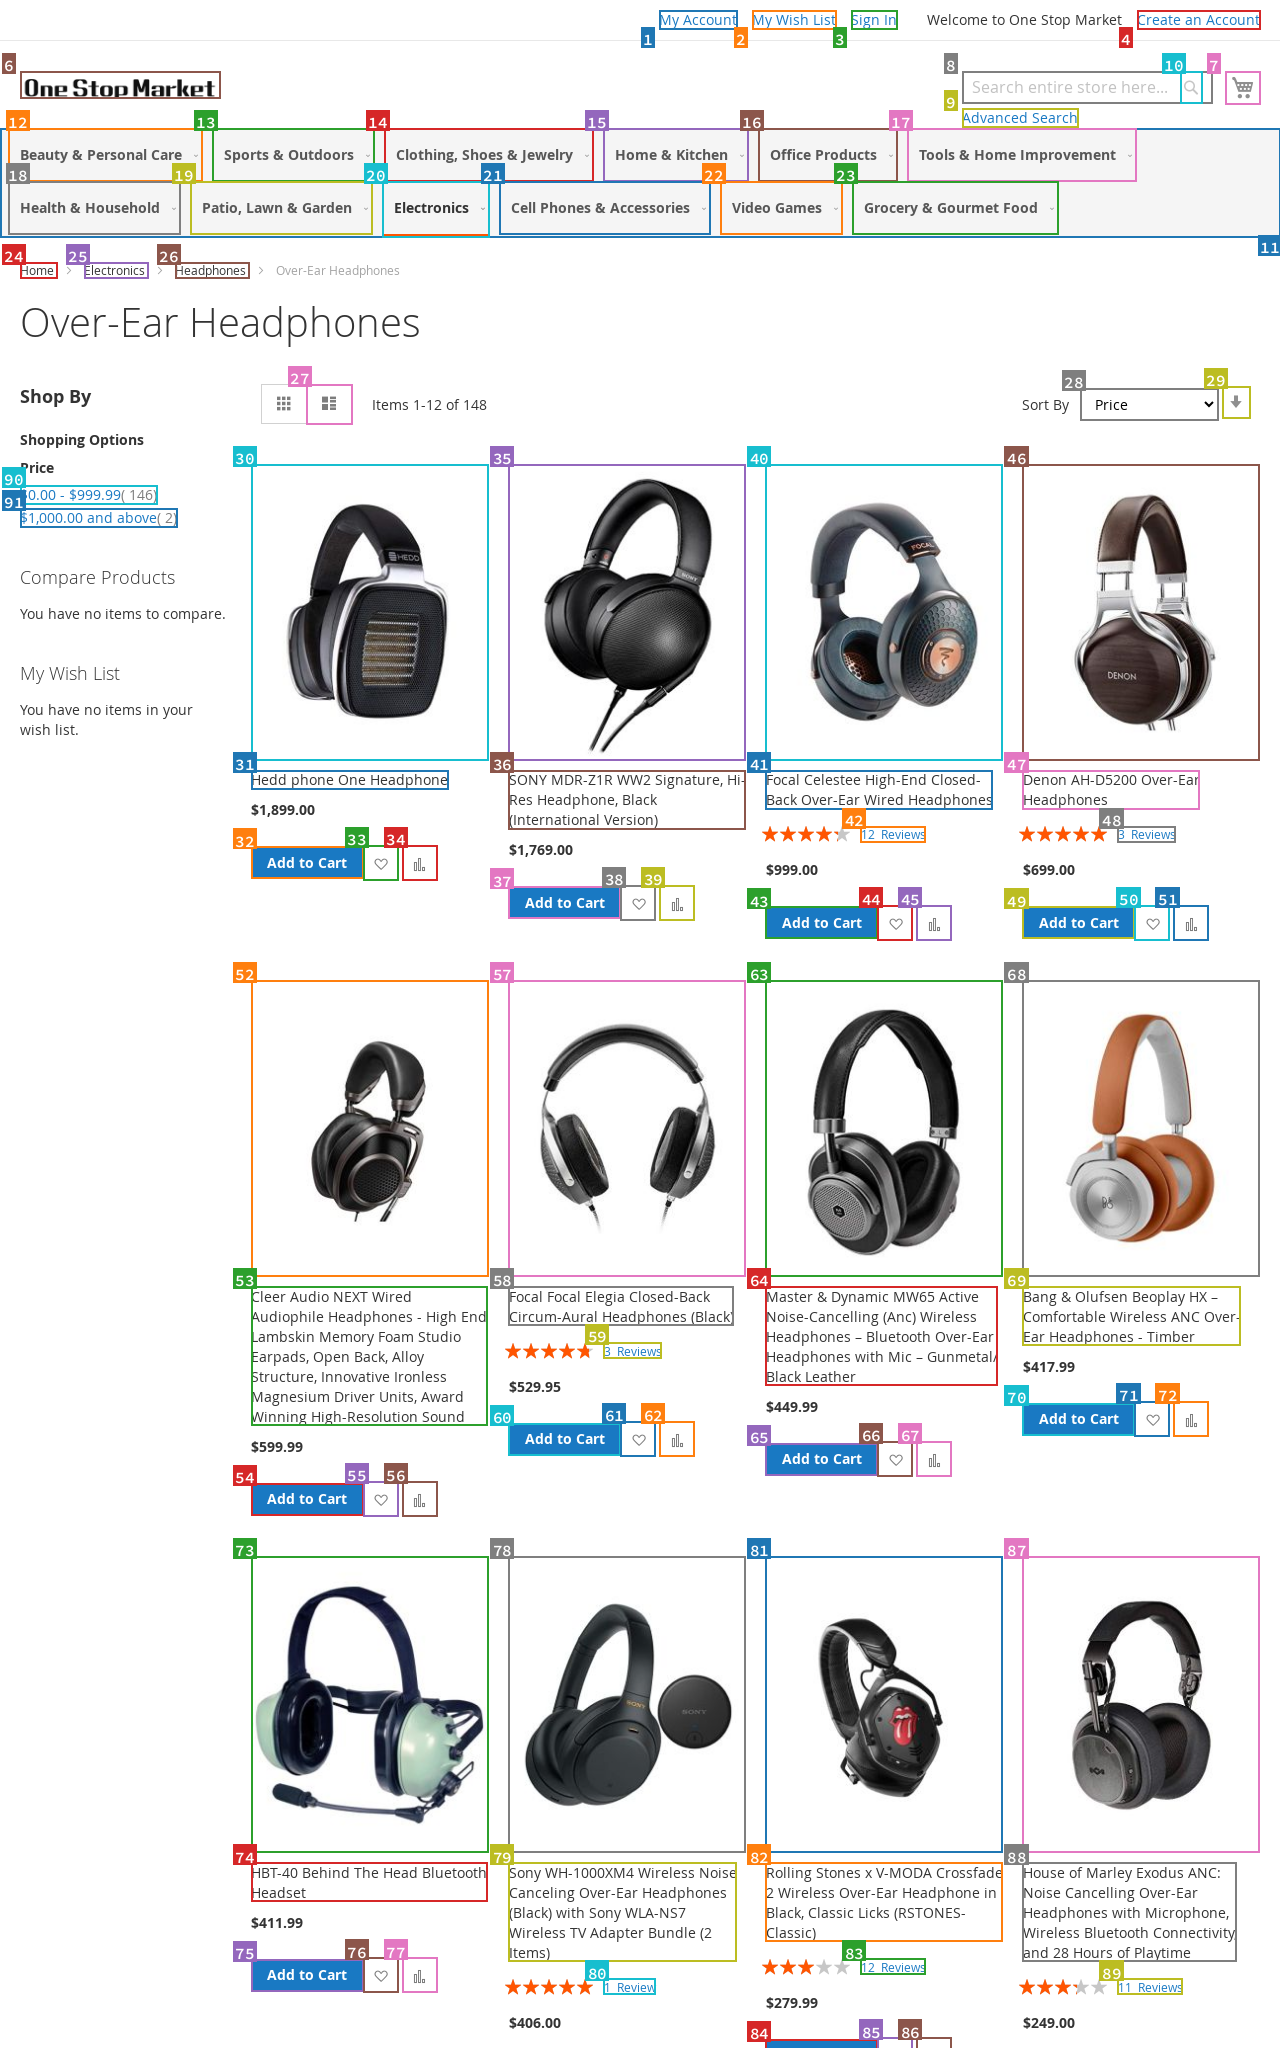 My Account
My Wish List
Sign In
Welcome to One Stop Market
Create an Account
1
2
3
4
6
8
10
7
One Stop Market
Search entire store here...
9
Advanced Search
12
13
14
15
16
17
Beauty & Personal Care
Sports & Outdoors
Clothing, Shoes & Jewelry
Home & Kitchen
Office Products
Tools & Home Improvement
18
19
20
21
22
23
Health & Household
Patio, Lawn & Garden
Electronics
Cell Phones & Accessories
Video Games
Grocery & Gourmet Food
24
25
26
11
Home
Electronics
Headphones
Over-Ear Headphones
Over-Ear Headphones
27
28
29
Shop By
Items 1-12 of 148
Sort By
Price
Shopping Options
Price
90
$0.00 - $999.99( 146)
91
$1,000.00 and above( 2)
Compare Products
You have no items to compare.
My Wish List
You have no items in your
wish list.
30
35
40
46
HEDD
SONY
FOCAL
DENON
31
Hedd phone One Headphone
$1,899.00
32
33
34
Add to Cart
36
SONY MDR-Z1R WW2 Signature, Hi-
Res Headphone, Black
(International Version)
$1,769.00
37
38
39
Add to Cart
41
Focal Celestee High-End Closed-
Back Over-Ear Wired Headphones
42
12 Reviews
$999.00
43
44
45
Add to Cart
47
Denon AH-D5200 Over-Ear
Headphones
48
3 Reviews
$699.00
49
50
51
Add to Cart
52
57
63
68
53
Cleer Audio NEXT Wired
Audiophile Headphones - High End
Lambskin Memory Foam Studio
Earpads, Open Back, Alloy
Structure, Innovative Ironless
Magnesium Driver Units, Award
Winning High-Resolution Sound
$599.99
54
55
56
Add to Cart
58
Focal Focal Elegia Closed-Back
Circum-Aural Headphones (Black)
59
3 Reviews
$529.95
60
61
62
Add to Cart
64
Master & Dynamic MW65 Active
Noise-Cancelling (Anc) Wireless
Headphones – Bluetooth Over-Ear
Headphones with Mic – Gunmetal/
Black Leather
$449.99
65
66
67
Add to Cart
69
Bang & Olufsen Beoplay HX –
Comfortable Wireless ANC Over-
Ear Headphones - Timber
$417.99
70
71
72
Add to Cart
73
78
81
87
SONY
SONY
74
HBT-40 Behind The Head Bluetooth
Headset
$411.99
75
76
77
Add to Cart
79
Sony WH-1000XM4 Wireless Noise
Canceling Over-Ear Headphones
(Black) with Sony WLA-NS7
Wireless TV Adapter Bundle (2
Items)
80
1 Review
$406.00
82
Rolling Stones x V-MODA Crossfade
2 Wireless Over-Ear Headphone in
Black, Classic Licks (RSTONES-
Classic)
83
12 Reviews
$279.99
84
85
86
88
House of Marley Exodus ANC:
Noise Cancelling Over-Ear
Headphones with Microphone,
Wireless Bluetooth Connectivity
and 28 Hours of Playtime
89
11 Reviews
$249.00